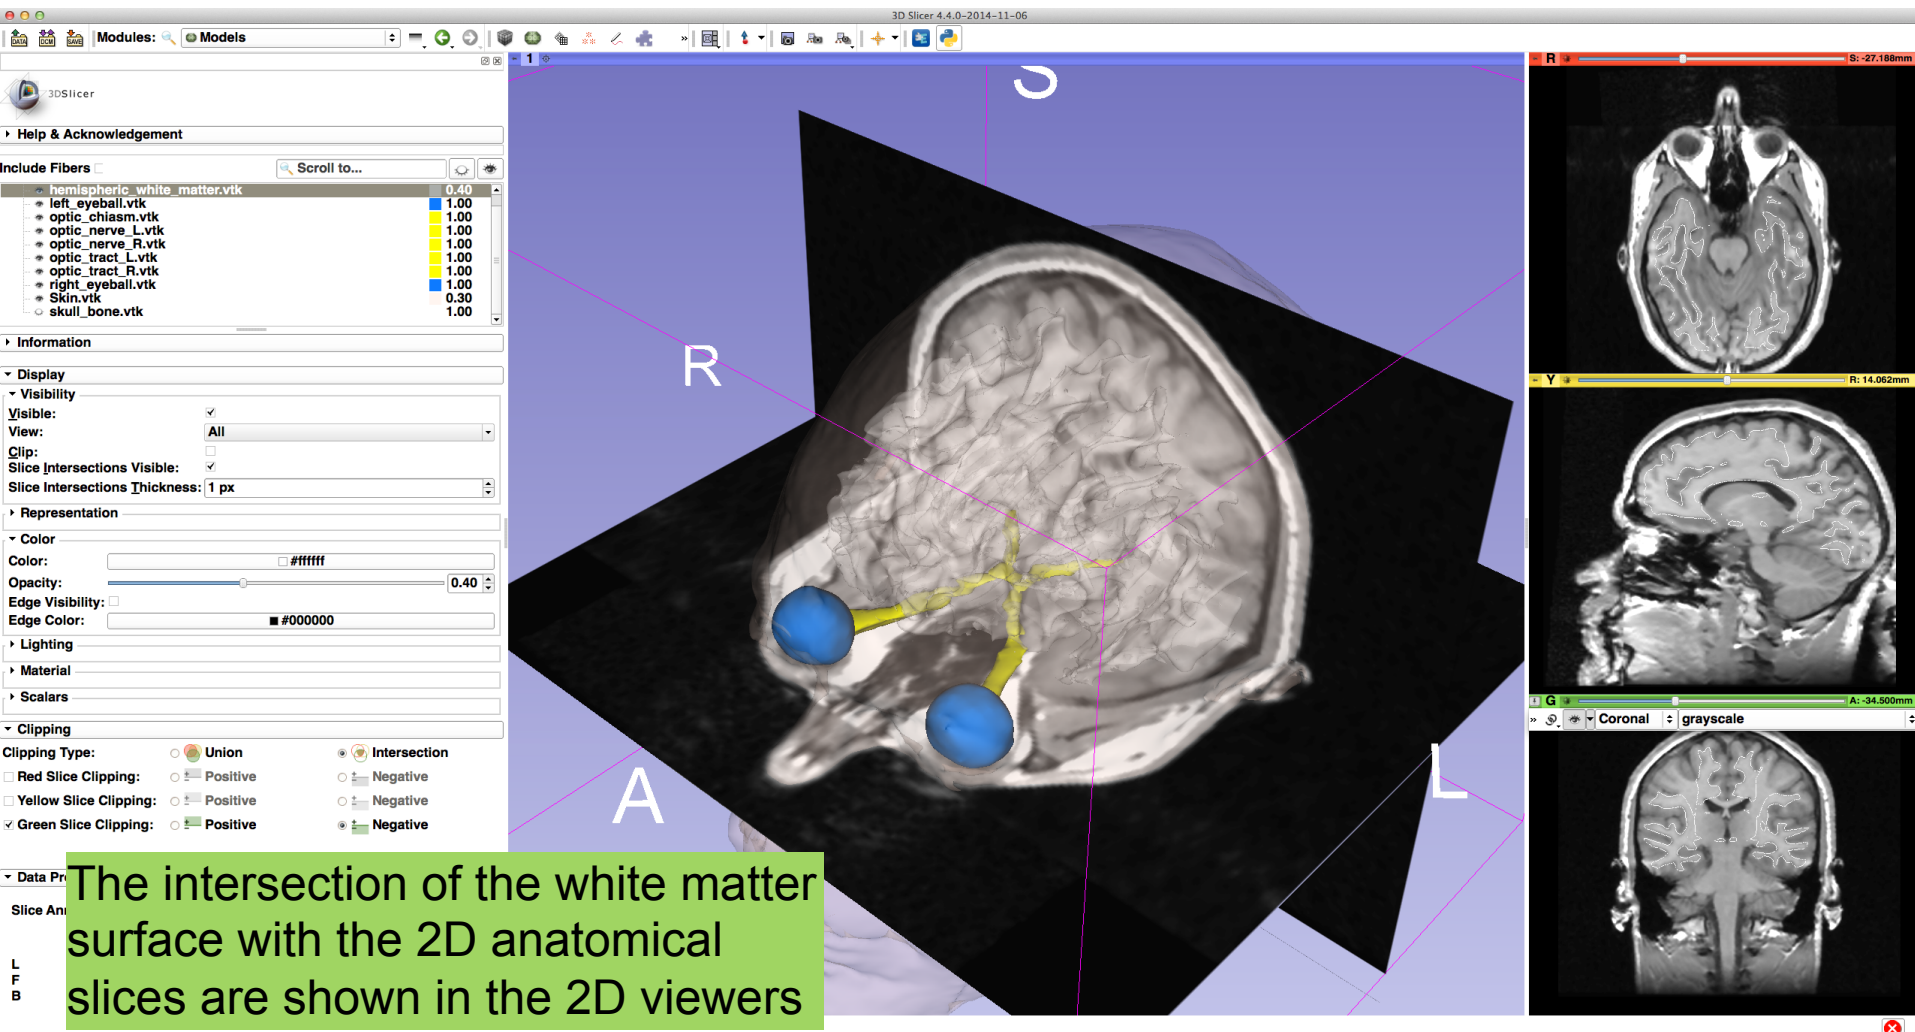 3D Slicer 4.4.0-2014-11-06
DATA DCM SAVE Modules: Models
3DSlicer
Help & Acknowledgement
Include Fibers Scroll to...
hemispheric_white_matter.vtk 0.40
left_eyeball.vtk 1.00
optic_chiasm.vtk 1.00
optic_nerve_L.vtk 1.00
optic_nerve_R.vtk 1.00
optic_tract_L.vtk 1.00
optic_tract_R.vtk 1.00
right_eyeball.vtk 1.00
Skin.vtk 0.30
skull_bone.vtk 1.00
Information
Display
Visibility
Visible:
View: All
Clip:
Slice Intersections Visible:
Slice Intersections Thickness: 1 px
Representation
Color
Color: #ffffff
Opacity: 0.40
Edge Visibility:
Edge Color: #000000
Lighting
Material
Scalars
Clipping
Clipping Type: Union Intersection
Red Slice Clipping: Positive Negative
Yellow Slice Clipping: Positive Negative
Green Slice Clipping: Positive Negative
Data Pr
Slice An
L
F
B
The intersection of the white matter
surface with the 2D anatomical
slices are shown in the 2D viewers
1
S
R
A
L
R S: -27.188mm
Y R: 14.062mm
G A: -34.500mm
» Coronal grayscale